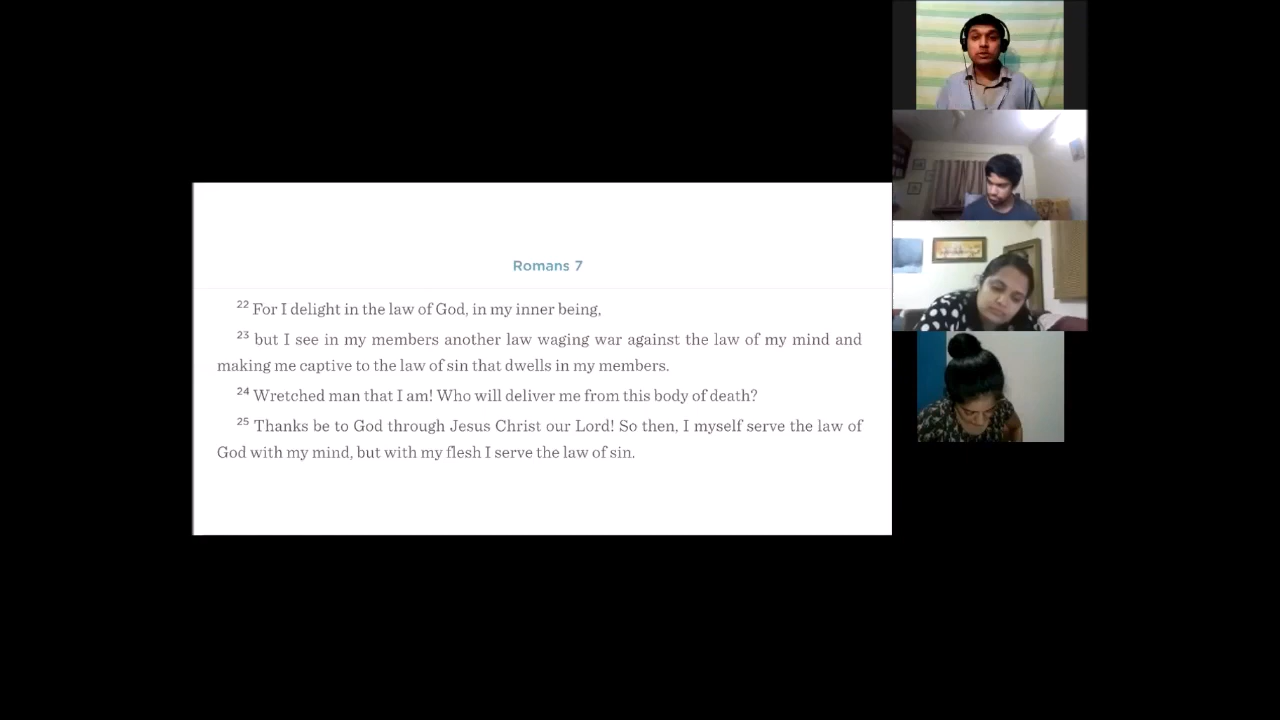 Romans 7
22 For I delight in the law of God, in my inner being,
23 but I see in my members another law waging war against the law of my mind and
making me captive to the law of sin that dwells in my members.
24 Wretched man that I am! Who will deliver me from this body of death?
25 Thanks be to God through Jesus Christ our Lord! So then, I myself serve the law of
God with my mind, but with my flesh I serve the law of sin.